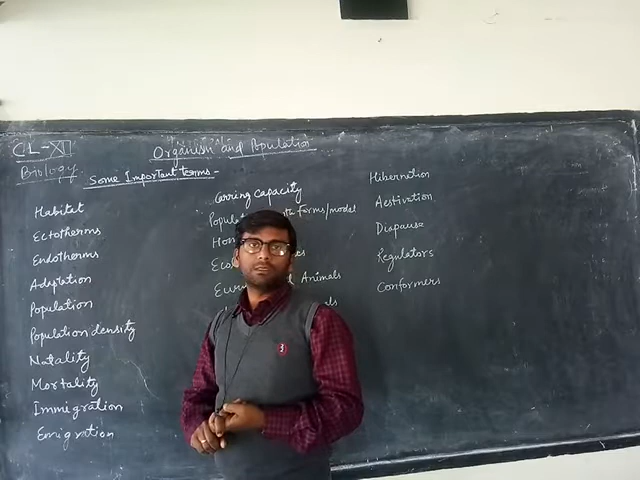 CL-XII
Biology
Organism and Population
Some Important Terms -
Habitat
Ectotherms
Endotherms
Adaptation
Population
Population density
Natality
Mortality
Immigration
Emigration
Carring capacity
forms/model
Animals
Hibernation
Aestivation
Diapause
Regulators
Conformers